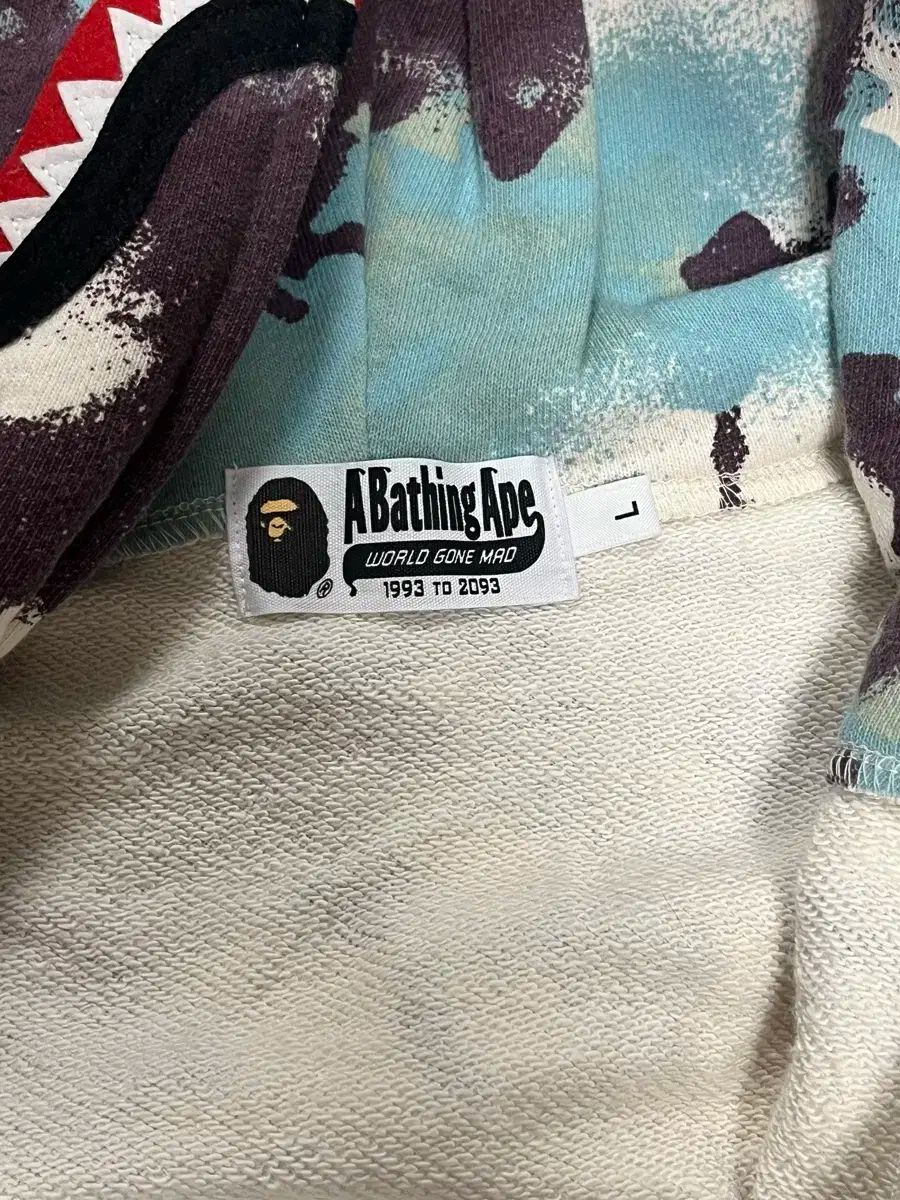 A Bathing Ape
WORLD GONE MAD
1993 TO 2093
®
L